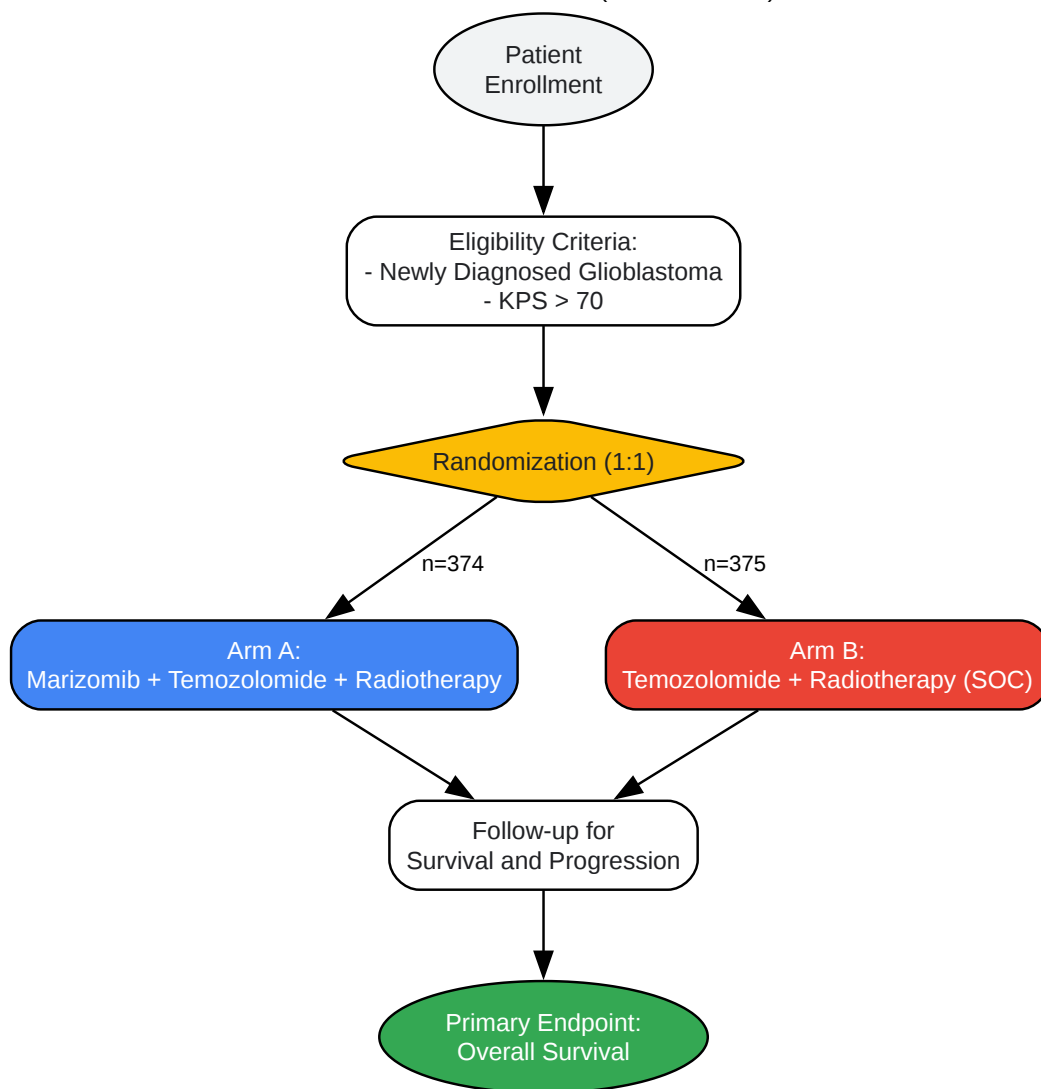 Patient
Enrollment
Eligibility Criteria:
- Newly Diagnosed Glioblastoma
- KPS > 70
Randomization (1:1)
n=374
n=375
Arm A:
Marizomib + Temozolomide + Radiotherapy
Arm B:
Temozolomide + Radiotherapy (SOC)
Follow-up for
Survival and Progression
Primary Endpoint:
Overall Survival